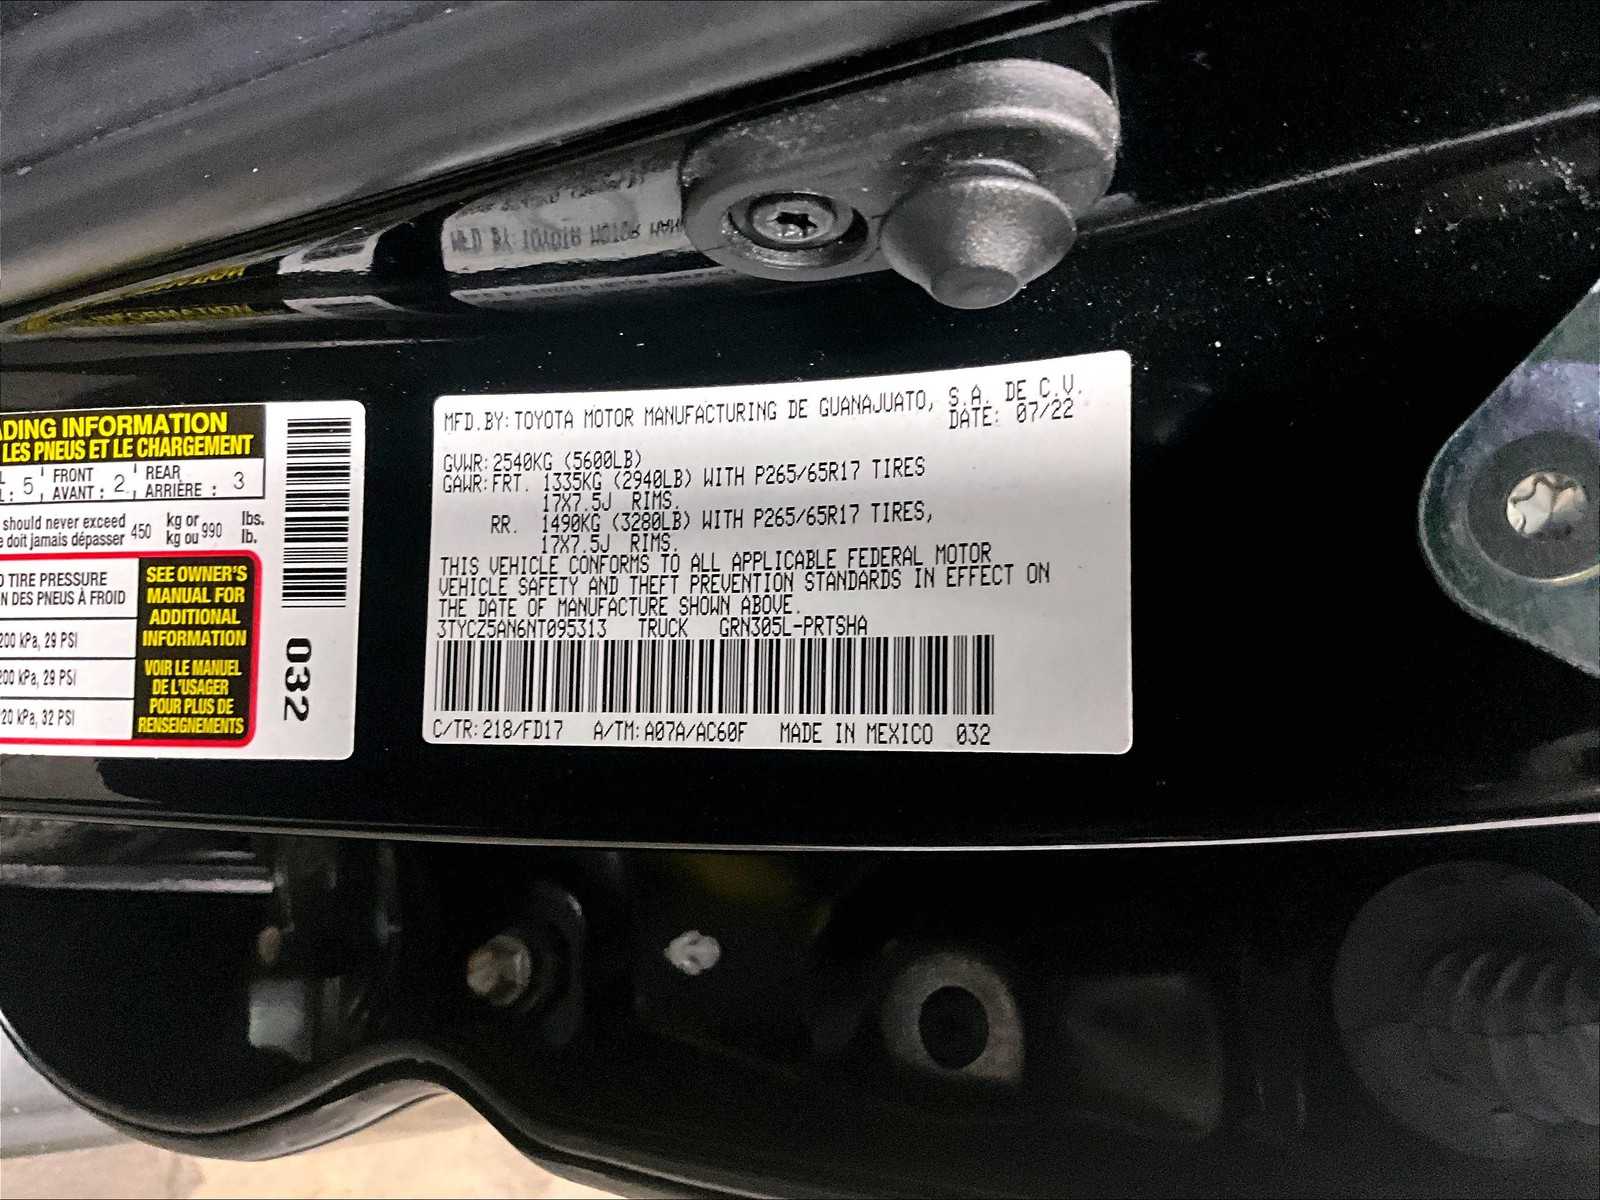 ADING INFORMATION
LES PNEUS ET LE CHARGEMENT
L : 5 FRONT AVANT : 2 REAR ARRIÈRE : 3
should never exceed 450 kg or 990 lbs.
doit jamais dépasser kg ou lb.
TIRE PRESSURE
N DES PNEUS À FROID
200 kPa, 29 PSI
200 kPa, 29 PSI
20 kPa, 32 PSI
SEE OWNER'S
MANUAL FOR
ADDITIONAL
INFORMATION
VOIR LE MANUEL
DE L'USAGER
POUR PLUS DE
RENSEIGNEMENTS
032
MFD.BY:TOYOTA MOTOR MANUFACTURING DE GUANAJUATO, S.A. DE C.V.
DATE: 07/22
GVWR:2540KG (5600LB)
GAWR:FRT. 1335KG (2940LB) WITH P265/65R17 TIRES
17X7.5J RIMS.
RR. 1490KG (3280LB) WITH P265/65R17 TIRES,
17X7.5J RIMS.
THIS VEHICLE CONFORMS TO ALL APPLICABLE FEDERAL MOTOR
VEHICLE SAFETY AND THEFT PREVENTION STANDARDS IN EFFECT ON
THE DATE OF MANUFACTURE SHOWN ABOVE.
3TYCZ5AN6NT095313 TRUCK GRN305L-PRTSHA
C/TR:218/FD17 A/TM:A07A/AC60F MADE IN MEXICO 032